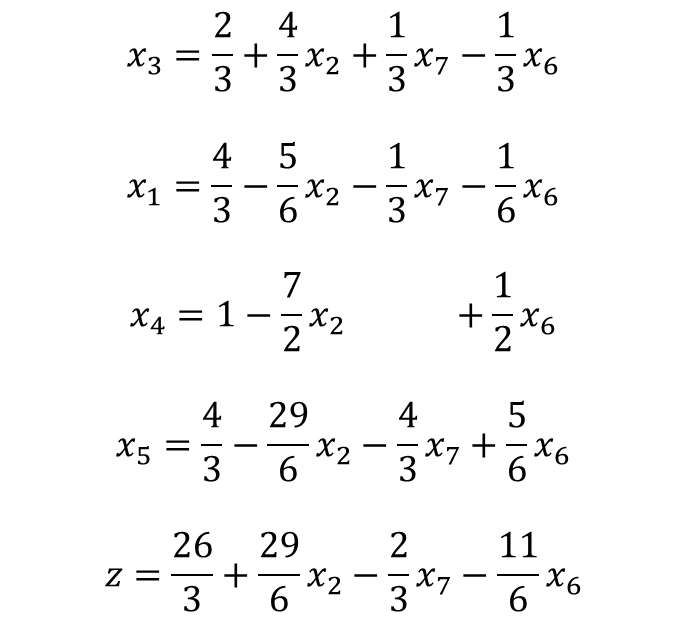 x₃ = 2/3 + 4/3 x₂ + 1/3 x₇ − 1/3 x₆
x₁ = 4/3 − 5/6 x₂ − 1/3 x₇ − 1/6 x₆
x₄ = 1 − 7/2 x₂ + 1/2 x₆
x₅ = 4/3 − 29/6 x₂ − 4/3 x₇ + 5/6 x₆
z = 26/3 + 29/6 x₂ − 2/3 x₇ − 11/6 x₆